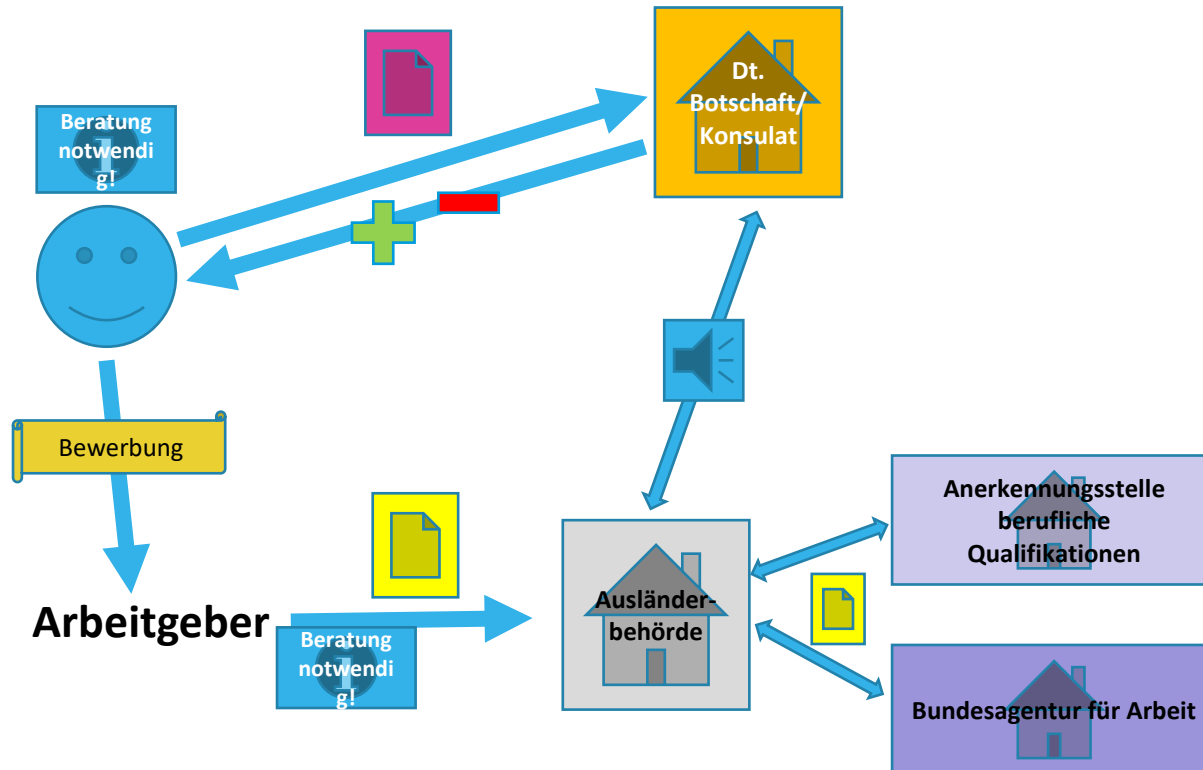 Dt.
Botschaft/
Konsulat
Beratung
notwendi
g!
Bewerbung
Arbeitgeber
Beratung
notwendi
g!
Ausländer-
behörde
Anerkennungsstelle
berufliche
Qualifikationen
Bundesagentur für Arbeit